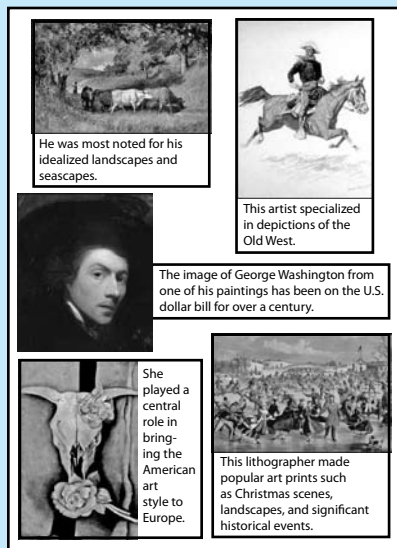 He was most noted for his
idealized landscapes and
seascapes.
This artist specialized
in depictions of the
Old West.
The image of George Washington from
one of his paintings has been on the U.S.
dollar bill for over a century.
She
played a
central
role in
bring-
ing the
American
art
style to
Europe.
This lithographer made
popular art prints such
as Christmas scenes,
landscapes, and significant
historical events.